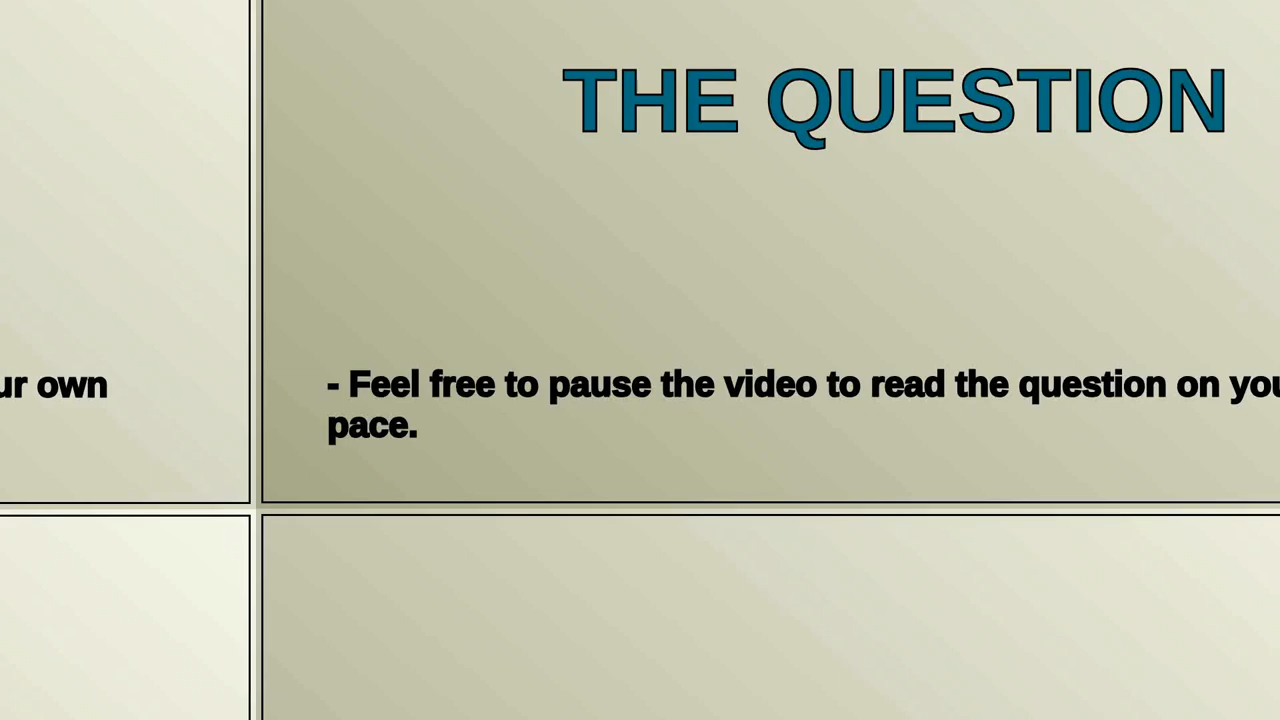 THE QUESTION
ur own
- Feel free to pause the video to read the question on you
pace.